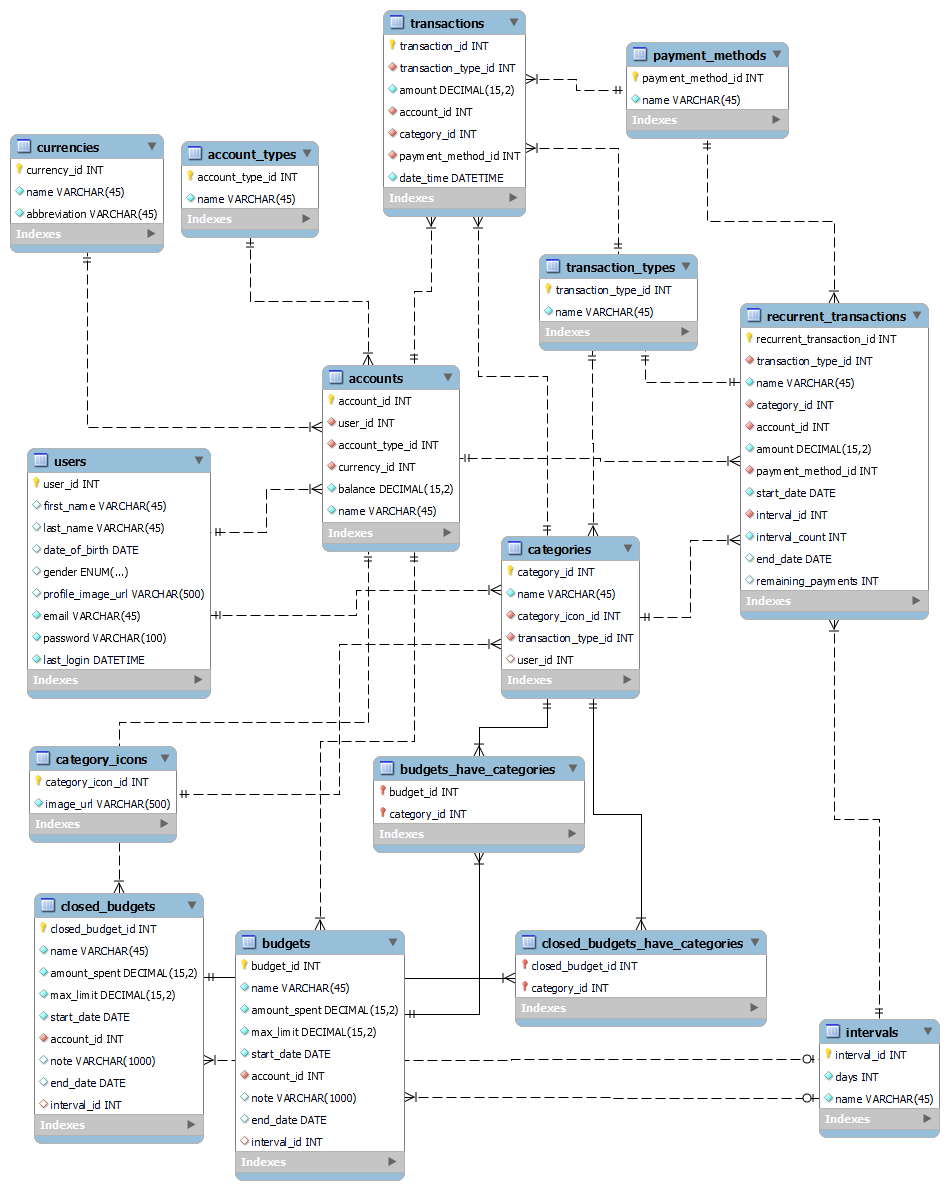 transactions
transaction_id INT
transaction_type_id INT
amount DECIMAL(15,2)
account_id INT
category_id INT
payment_method_id INT
date_time DATETIME
Indexes
payment_methods
payment_method_id INT
name VARCHAR(45)
Indexes
currencies
currency_id INT
name VARCHAR(45)
abbreviation VARCHAR(45)
Indexes
account_types
account_type_id INT
name VARCHAR(45)
Indexes
transaction_types
transaction_type_id INT
name VARCHAR(45)
Indexes
recurrent_transactions
recurrent_transaction_id INT
transaction_type_id INT
name VARCHAR(45)
category_id INT
account_id INT
amount DECIMAL(15,2)
payment_method_id INT
start_date DATE
interval_id INT
interval_count INT
end_date DATE
remaining_payments INT
Indexes
accounts
account_id INT
user_id INT
account_type_id INT
currency_id INT
balance DECIMAL(15,2)
name VARCHAR(45)
Indexes
users
user_id INT
first_name VARCHAR(45)
last_name VARCHAR(45)
date_of_birth DATE
gender ENUM(...)
profile_image_url VARCHAR(500)
email VARCHAR(45)
password VARCHAR(100)
last_login DATETIME
Indexes
categories
category_id INT
name VARCHAR(45)
category_icon_id INT
transaction_type_id INT
user_id INT
Indexes
category_icons
category_icon_id INT
image_url VARCHAR(500)
Indexes
budgets_have_categories
budget_id INT
category_id INT
Indexes
closed_budgets
closed_budget_id INT
name VARCHAR(45)
amount_spent DECIMAL(15,2)
max_limit DECIMAL(15,2)
start_date DATE
account_id INT
note VARCHAR(1000)
end_date DATE
interval_id INT
Indexes
budgets
budget_id INT
name VARCHAR(45)
amount_spent DECIMAL(15,2)
max_limit DECIMAL(15,2)
start_date DATE
account_id INT
note VARCHAR(1000)
end_date DATE
interval_id INT
Indexes
closed_budgets_have_categories
closed_budget_id INT
category_id INT
Indexes
intervals
interval_id INT
days INT
name VARCHAR(45)
Indexes